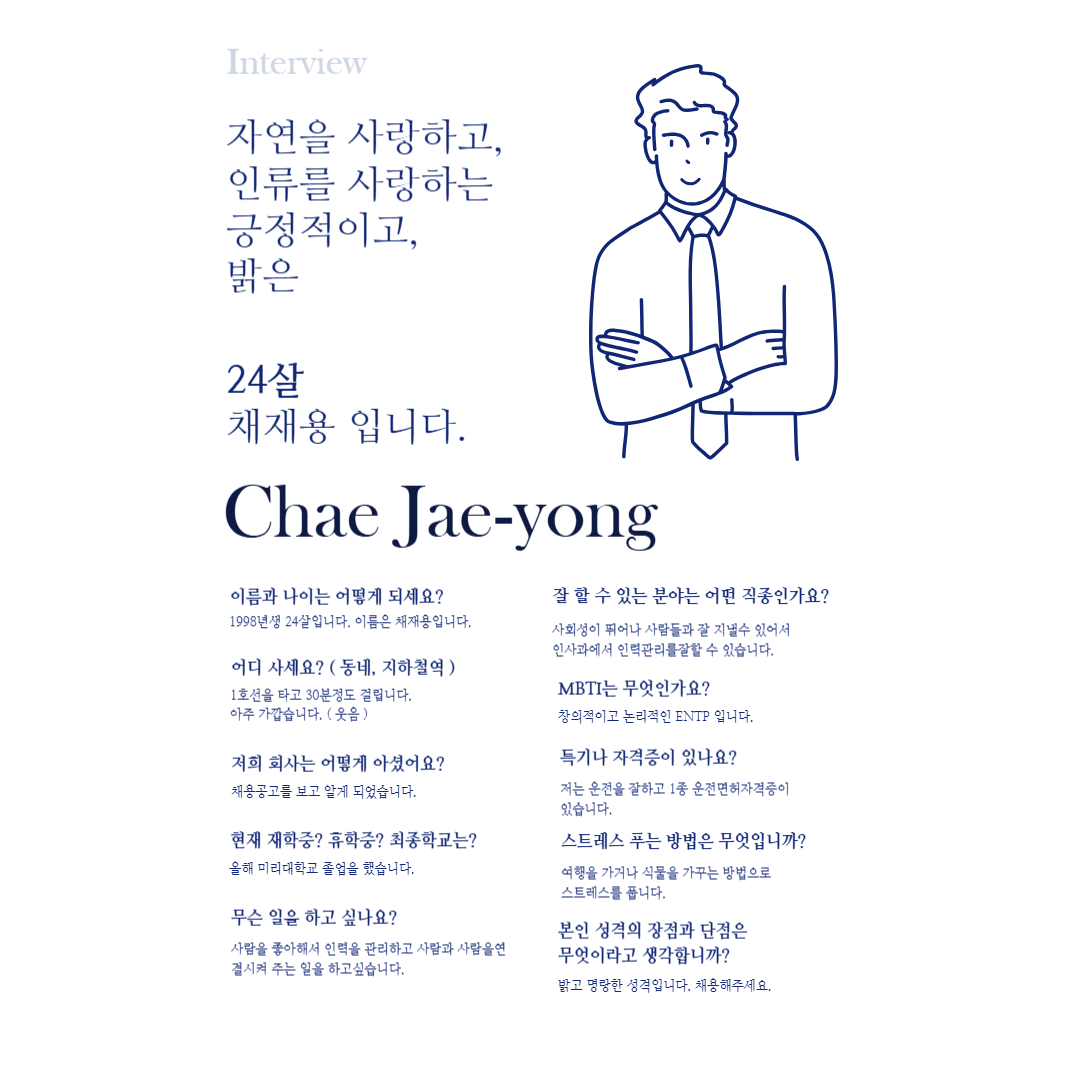 Interview
자연을 사랑하고,
인류를 사랑하는
긍정적이고,
밝은
24살
채재용 입니다.
Chae Jae-yong
이름과 나이는 어떻게 되세요?
1998년생 24살입니다. 이름은 채재용입니다.
어디 사세요? ( 동네, 지하철역 )
1호선을 타고 30분정도 걸립니다.
아주 가깝습니다. ( 웃음 )
저희 회사는 어떻게 아셨어요?
채용공고를 보고 알게 되었습니다.
현재 재학중? 휴학중? 최종학교는?
올해 미리대학교 졸업을 했습니다.
무슨 일을 하고 싶나요?
사람을 좋아해서 인력을 관리하고 사람과 사람을연
결시켜 주는 일을 하고싶습니다.
잘 할 수 있는 분야는 어떤 직종인가요?
사회성이 뛰어나 사람들과 잘 지낼수 있어서
인사과에서 인력관리를잘할 수 있습니다.
MBTI는 무엇인가요?
창의적이고 논리적인 ENTP 입니다.
특기나 자격증이 있나요?
저는 운전을 잘하고 1종 운전면허자격증이
있습니다.
스트레스 푸는 방법은 무엇입니까?
여행을 가거나 식물을 가꾸는 방법으로
스트레스를 풉니다.
본인 성격의 장점과 단점은
무엇이라고 생각합니까?
밝고 명랑한 성격입니다. 채용해주세요.